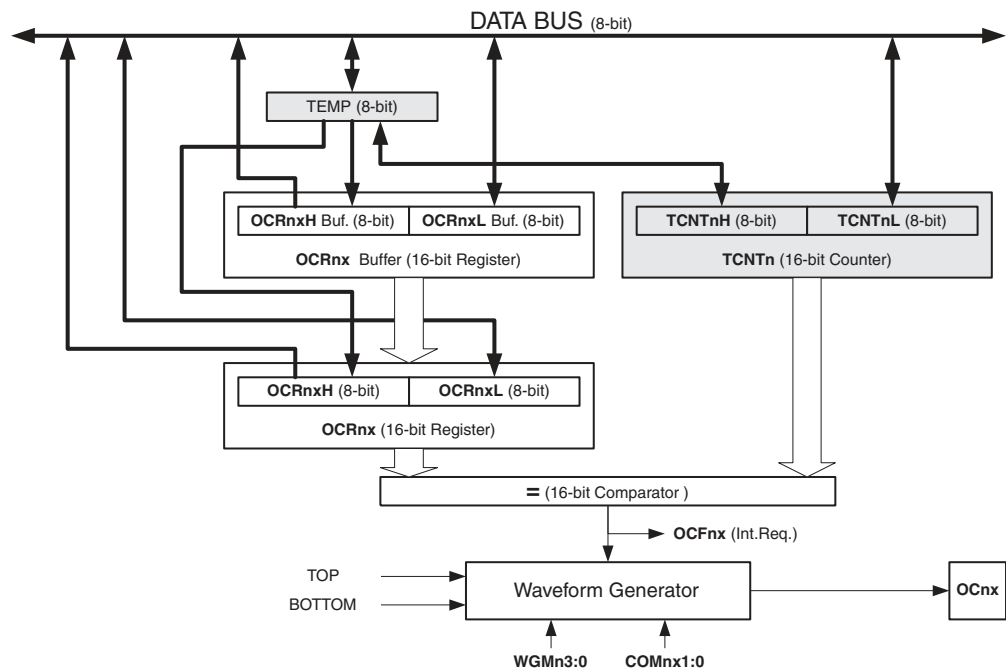 DATA BUS (8-bit)
TEMP (8-bit)
OCRnxH Buf. (8-bit) OCRnxL Buf. (8-bit)
OCRnx Buffer (16-bit Register)
TCNTnH (8-bit) TCNTnL (8-bit)
TCNTn (16-bit Counter)
OCRnxH (8-bit) OCRnxL (8-bit)
OCRnx (16-bit Register)
= (16-bit Comparator )
OCFnx (Int.Req.)
TOP
BOTTOM
Waveform Generator
OCnx
WGMn3:0 COMnx1:0